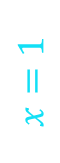 x = 1